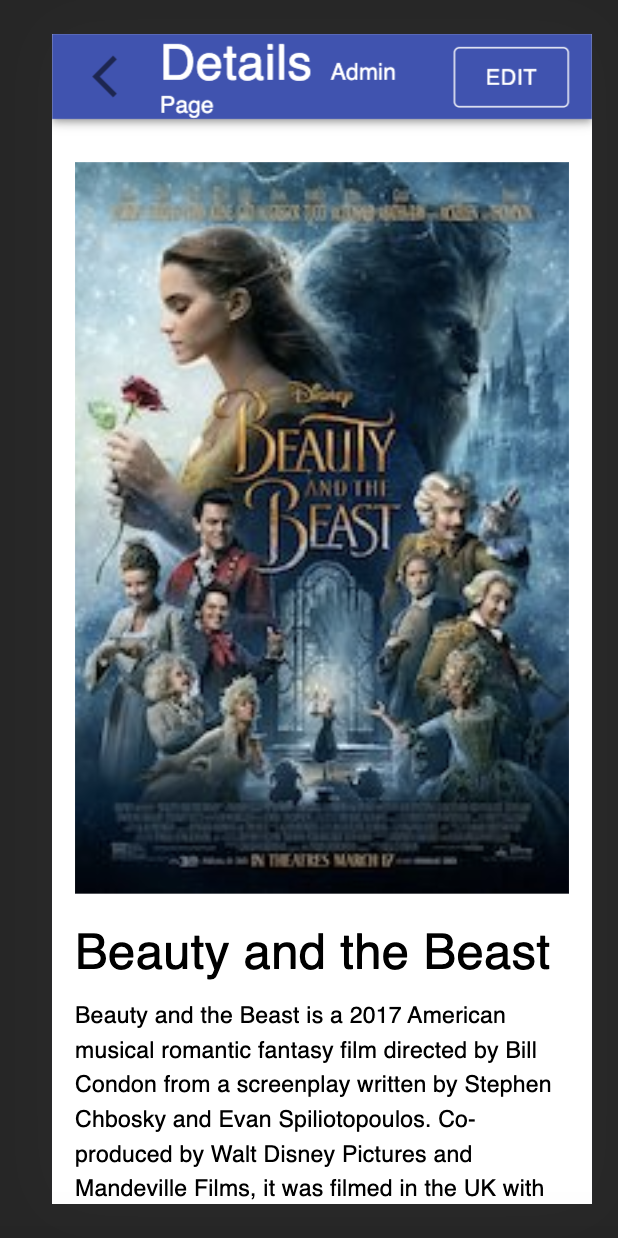 Details Admin
Page
EDIT
Disney
BEAUTY
AND THE
BEAST
IN THEATRES MARCH 17
Beauty and the Beast
Beauty and the Beast is a 2017 American
musical romantic fantasy film directed by Bill
Condon from a screenplay written by Stephen
Chbosky and Evan Spiliotopoulos. Co-
produced by Walt Disney Pictures and
Mandeville Films, it was filmed in the UK with